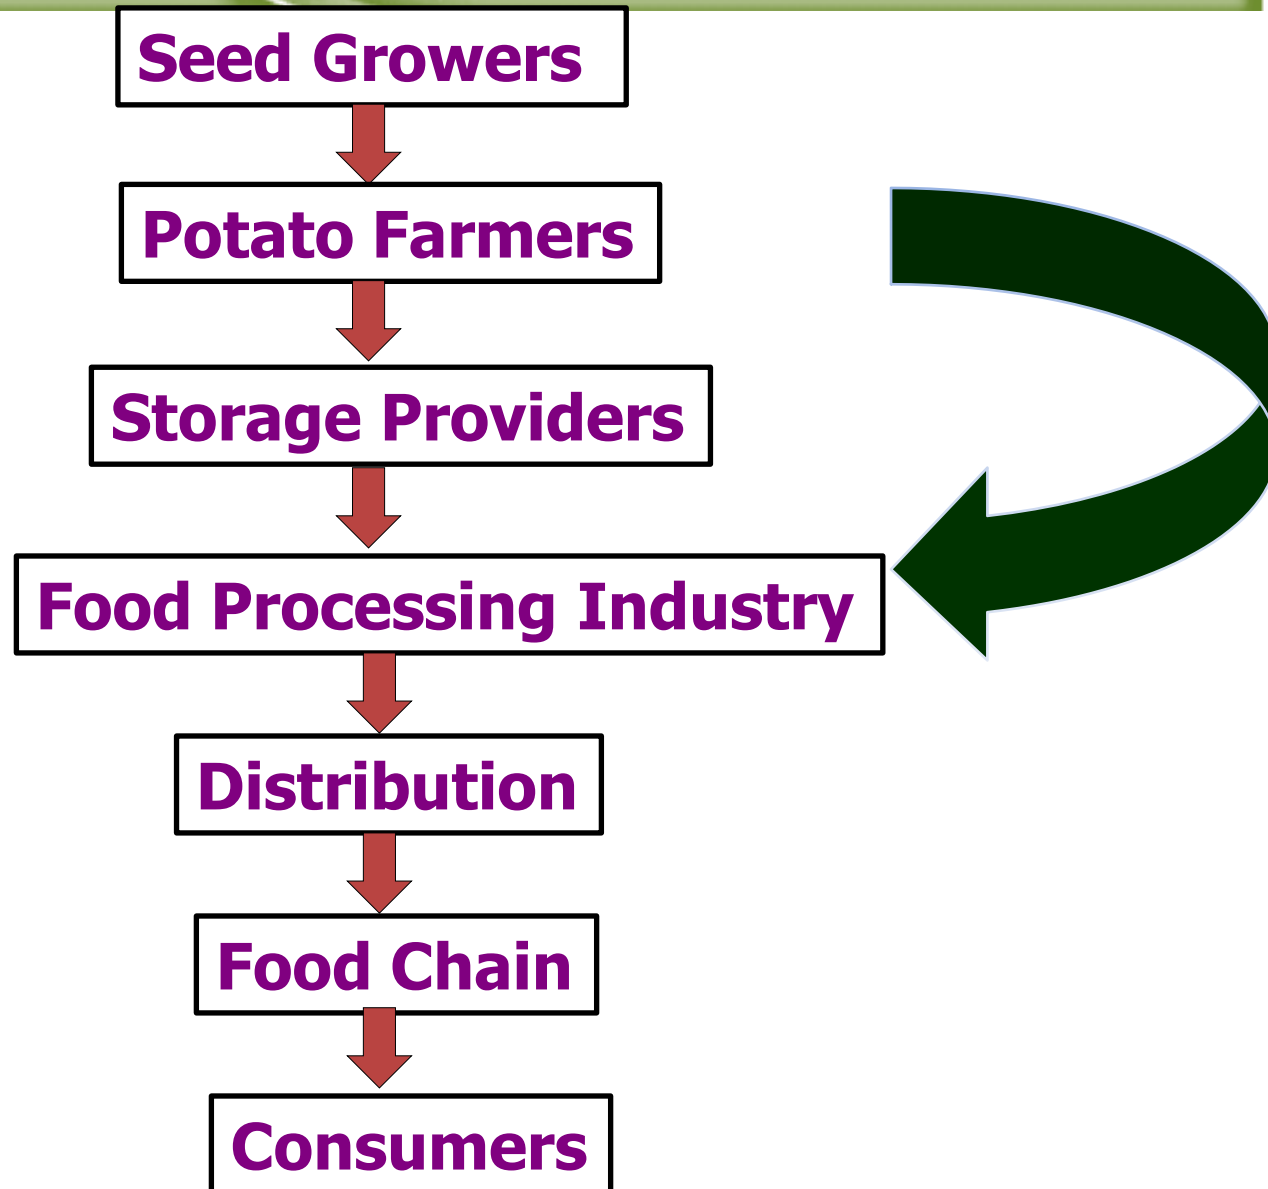 Seed Growers
Potato Farmers
Storage Providers
Food Processing Industry
Distribution
Food Chain
Consumers